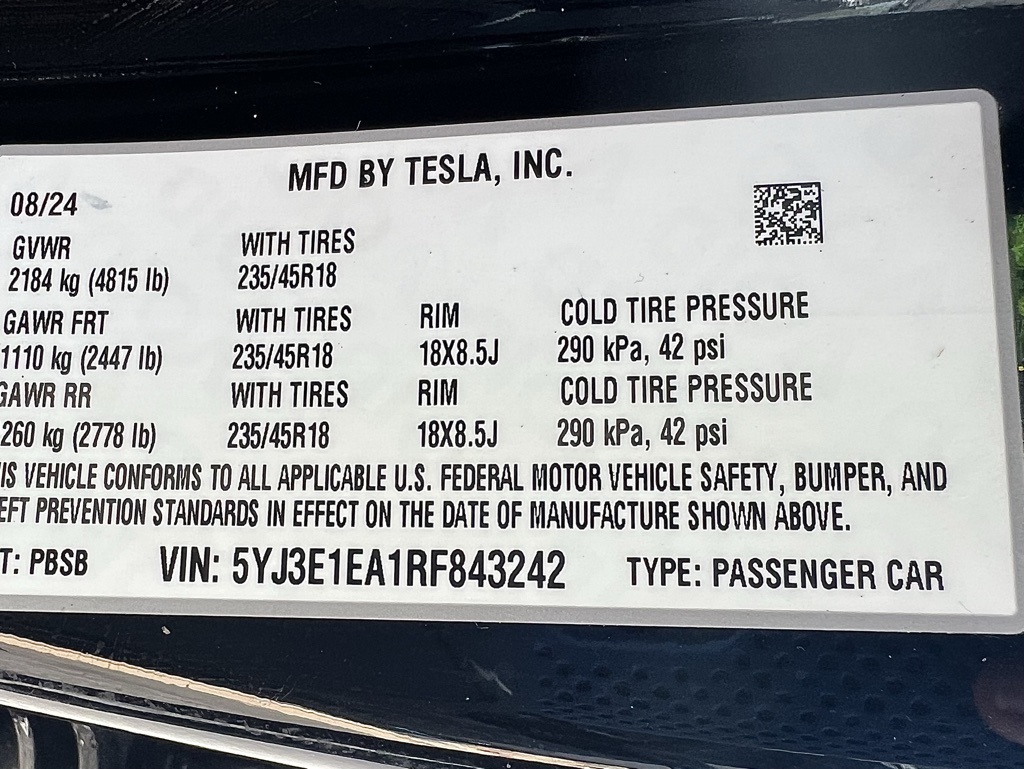 MFD BY TESLA, INC.
08/24
GVWR WITH TIRES
2184 kg (4815 lb) 235/45R18
GAWR FRT WITH TIRES RIM COLD TIRE PRESSURE
1110 kg (2447 lb) 235/45R18 18X8.5J 290 kPa, 42 psi
GAWR RR WITH TIRES RIM COLD TIRE PRESSURE
260 kg (2778 lb) 235/45R18 18X8.5J 290 kPa, 42 psi
IS VEHICLE CONFORMS TO ALL APPLICABLE U.S. FEDERAL MOTOR VEHICLE SAFETY, BUMPER, AND
EFT PREVENTION STANDARDS IN EFFECT ON THE DATE OF MANUFACTURE SHOWN ABOVE.
T: PBSB VIN: 5YJ3E1EA1RF843242 TYPE: PASSENGER CAR